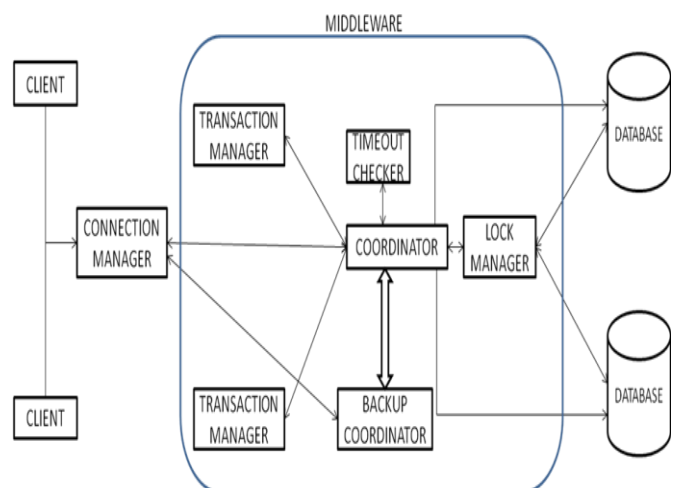 MIDDLEWARE
CLIENT
TRANSACTION
MANAGER
TIMEOUT
CHECKER
DATABASE
CONNECTION
MANAGER
COORDINATOR
LOCK
MANAGER
CLIENT
TRANSACTION
MANAGER
BACKUP
COORDINATOR
DATABASE